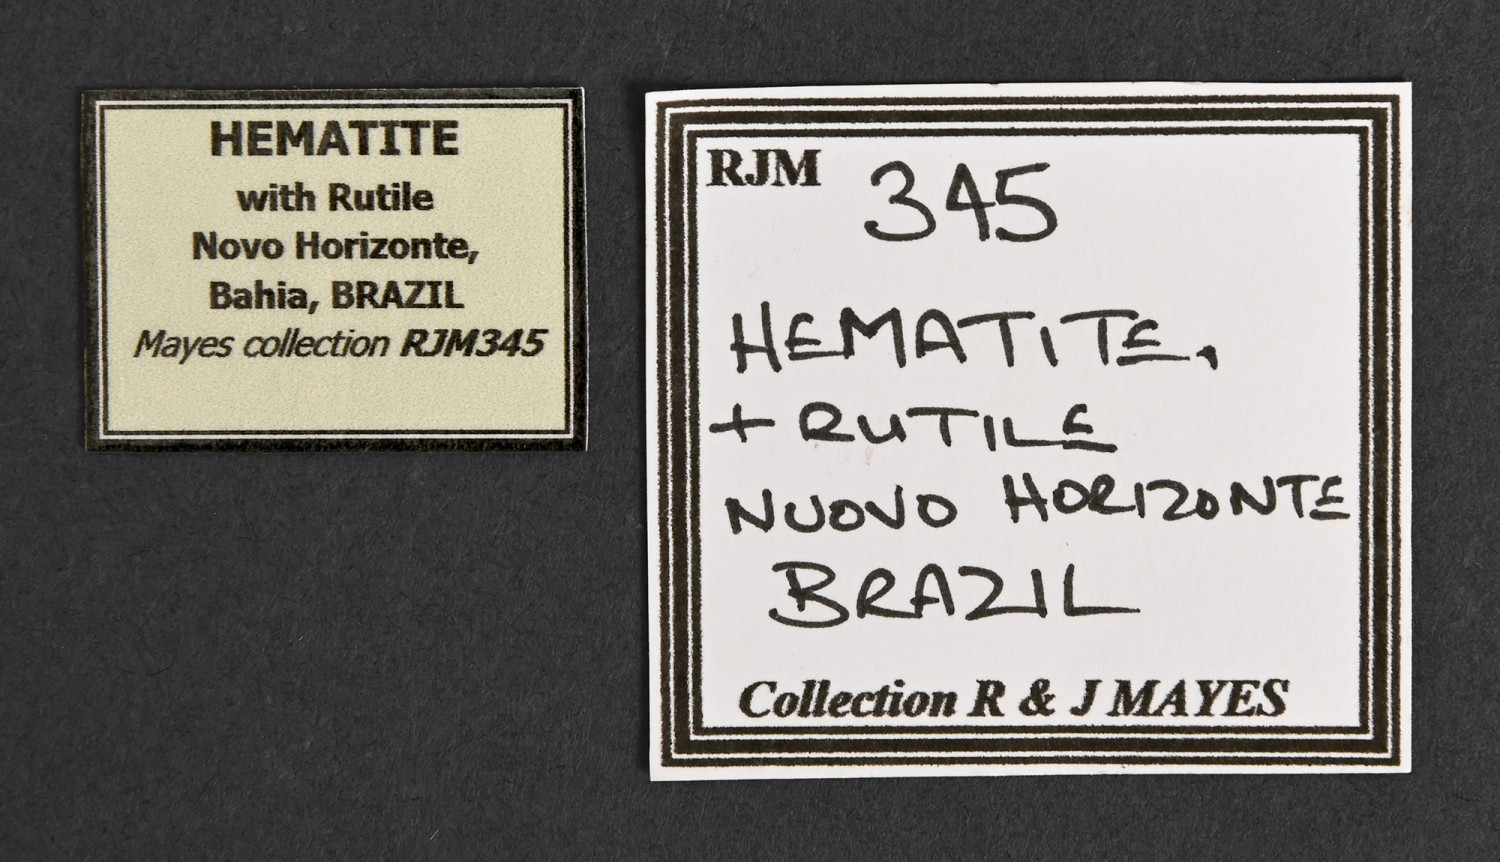 HEMATITE
with Rutile
Novo Horizonte,
Bahia, BRAZIL
Mayes collection RJM345
RJM 345
HEMATITE,
+ RUTILE
NUOVO HORIZONTE
BRAZIL
Collection R & J MAYES